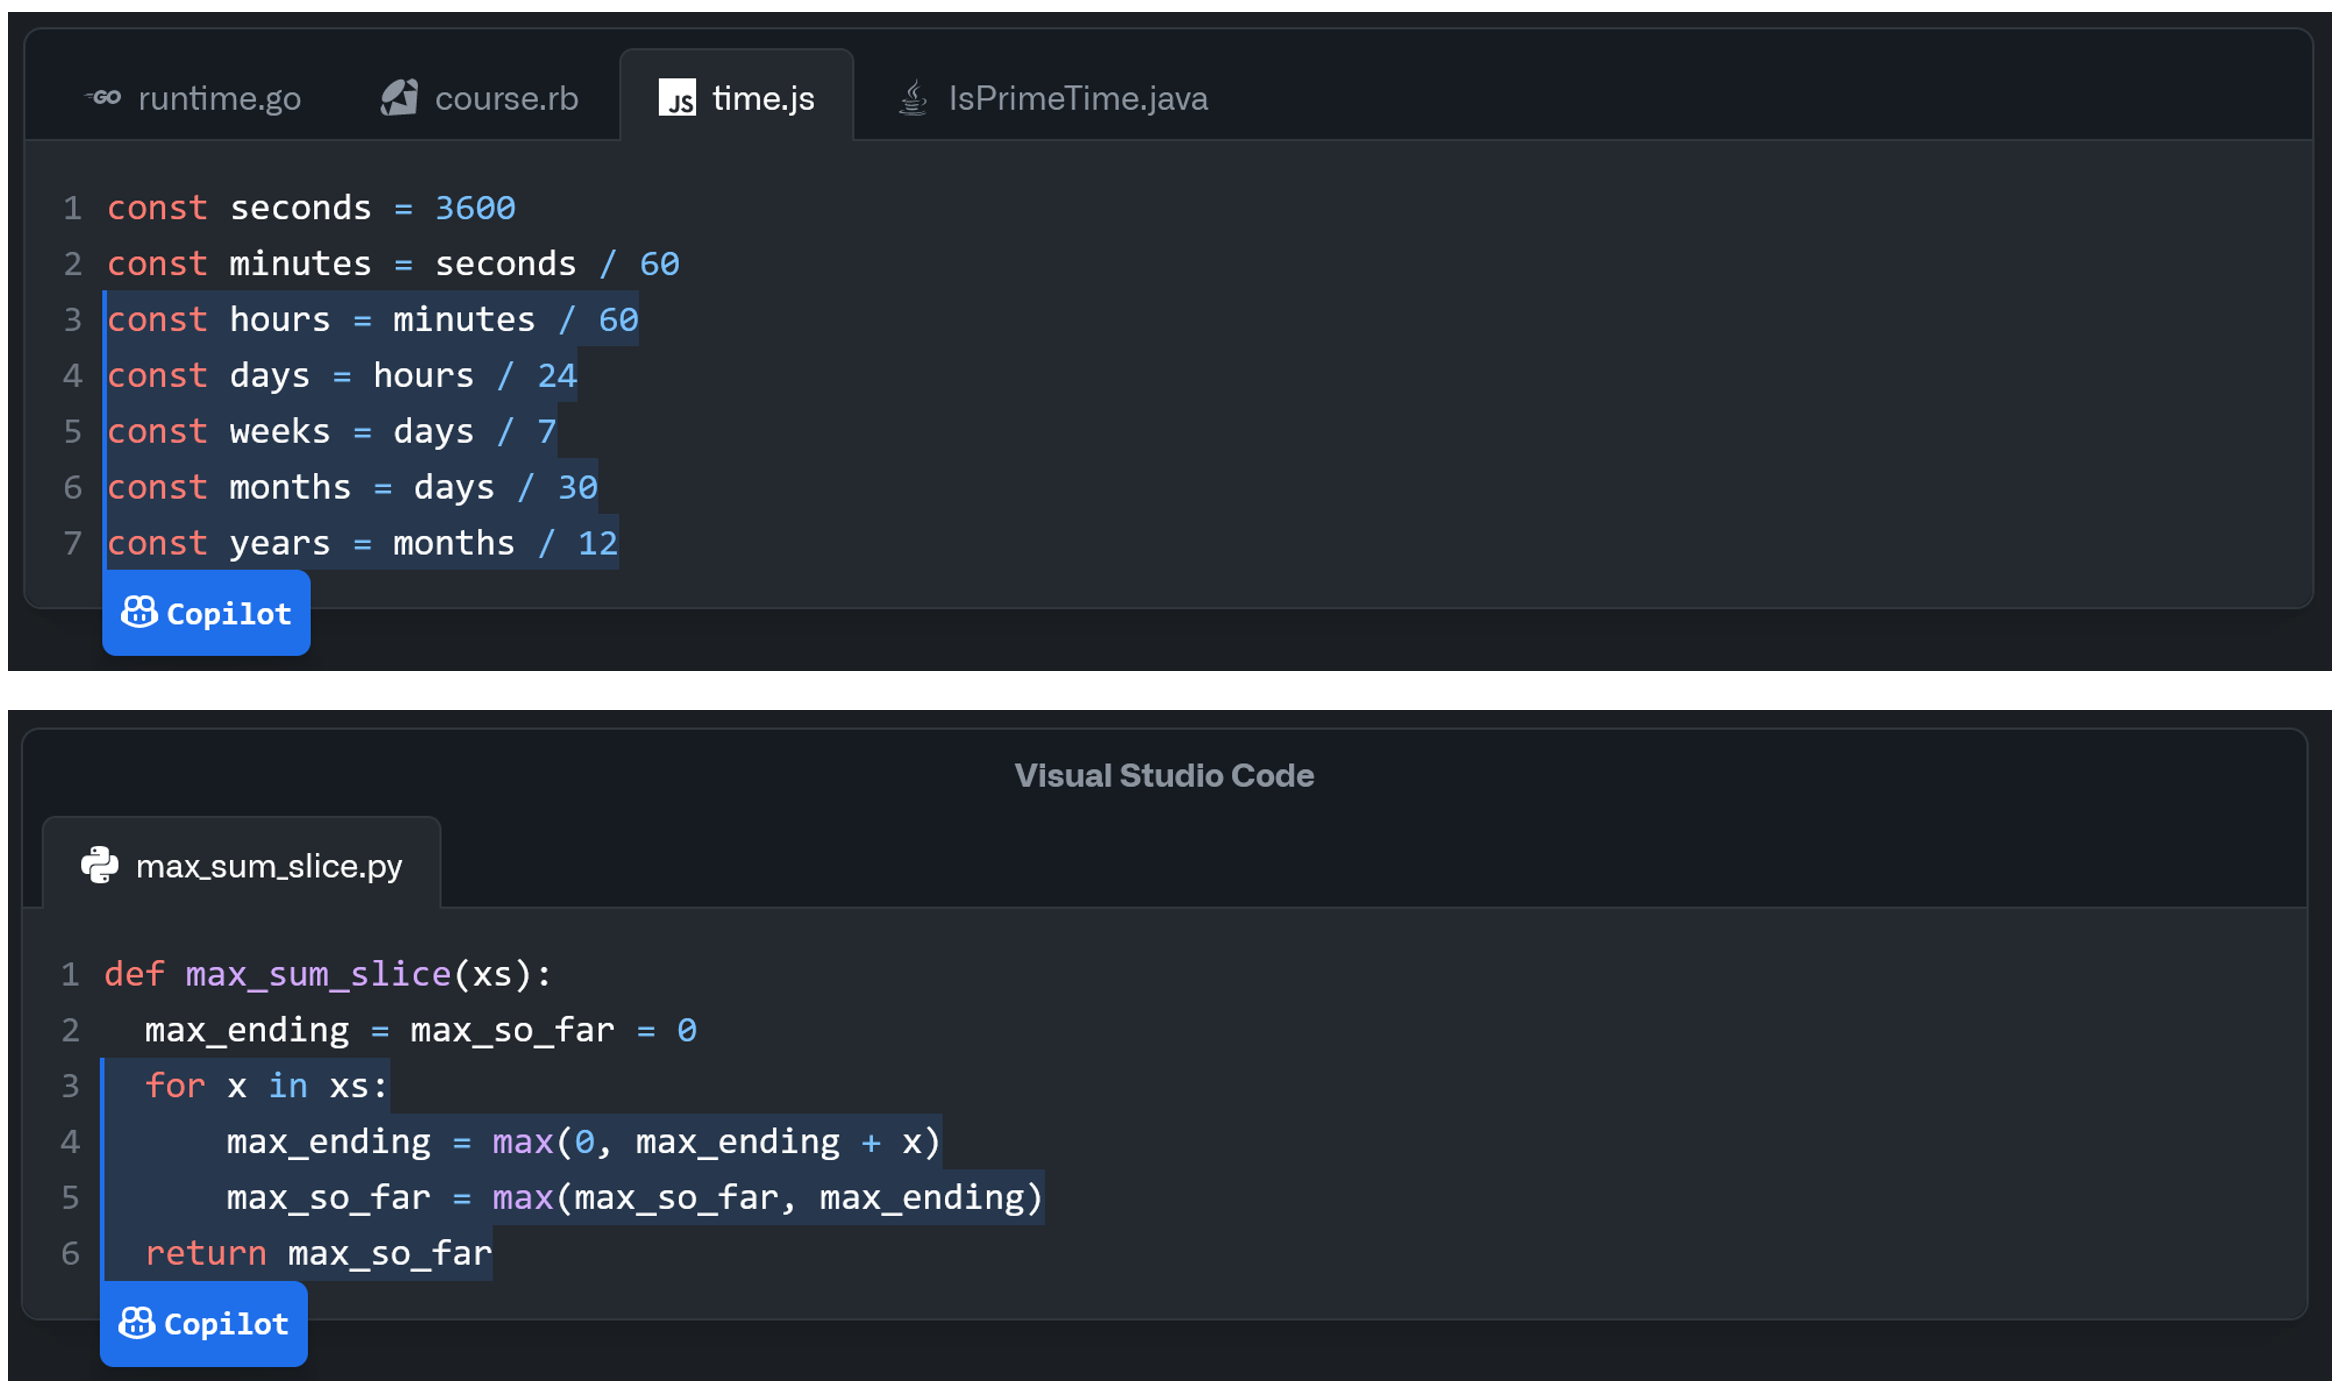 GO runtime.go course.rb JS time.js IsPrimeTime.java
1 const seconds = 3600
2 const minutes = seconds / 60
3 const hours = minutes / 60
4 const days = hours / 24
5 const weeks = days / 7
6 const months = days / 30
7 const years = months / 12
Copilot
Visual Studio Code
max_sum_slice.py
1 def max_sum_slice(xs):
2   max_ending = max_so_far = 0
3   for x in xs:
4       max_ending = max(0, max_ending + x)
5       max_so_far = max(max_so_far, max_ending)
6   return max_so_far
Copilot